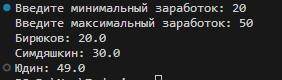 Введите минимальный заработок: 20
Введите максимальный заработок: 50
Бирюков: 20.0
Симдяшкин: 30.0
Юдин: 49.0